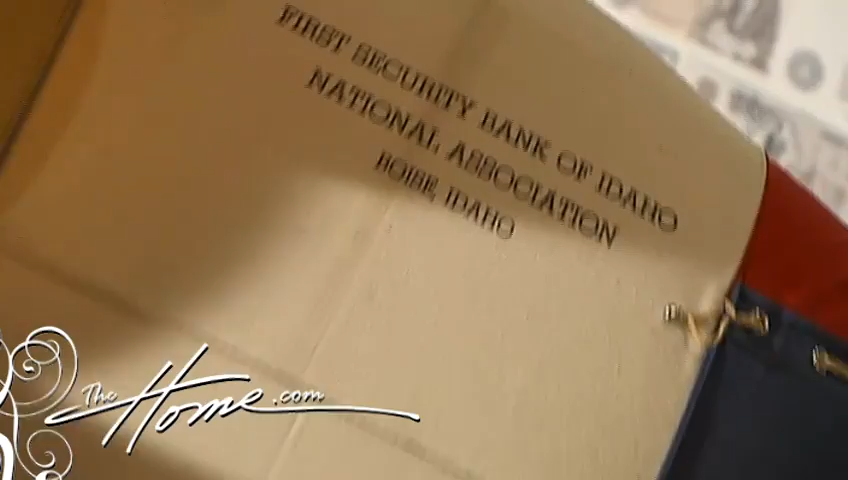 FIRST SECURITY BANK OF IDAHO
NATIONAL ASSOCIATION
BOISE, IDAHO
The Home.com